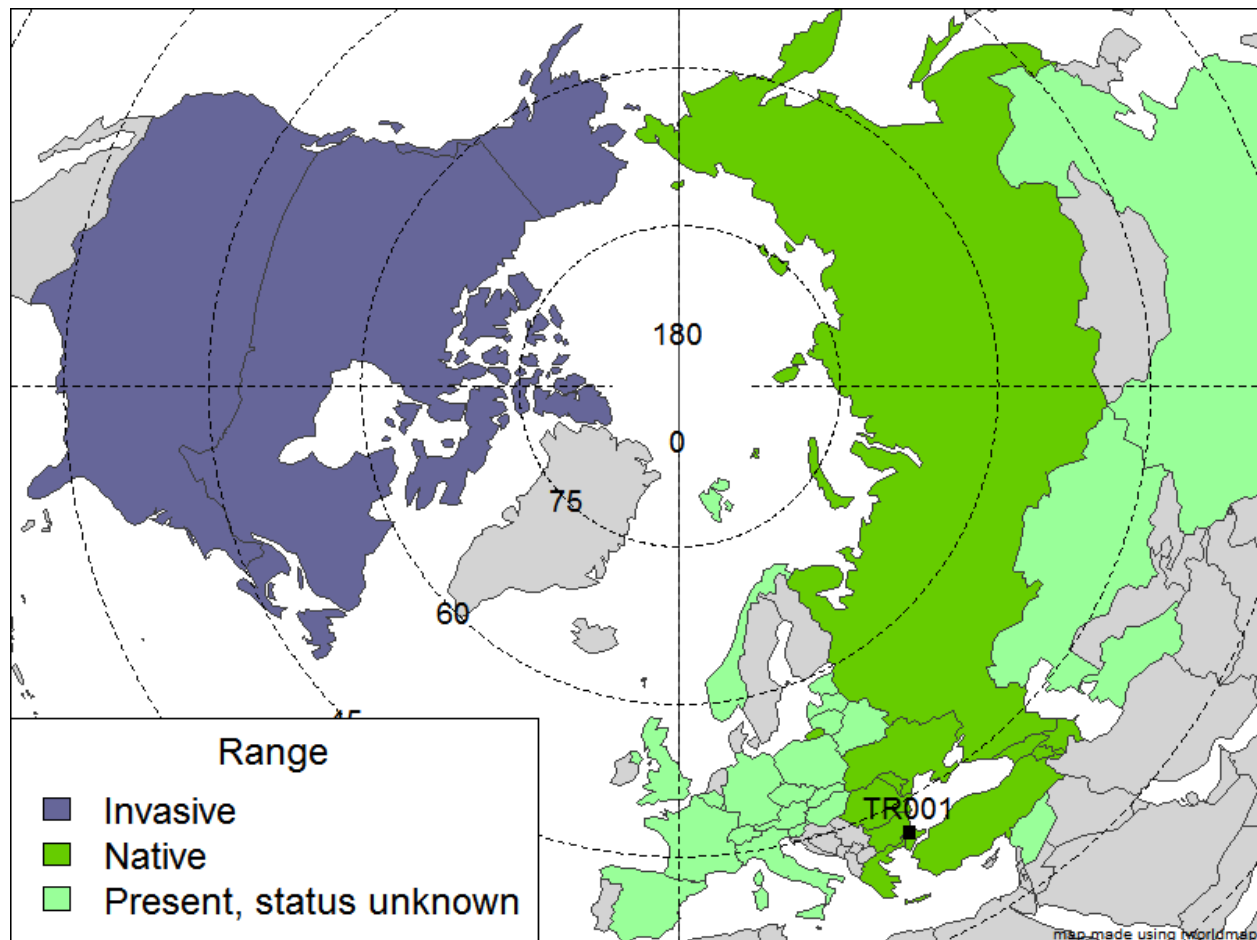 180
0
75
60
45
TR001
Range
Invasive
Native
Present, status unknown
map made using rworldmap